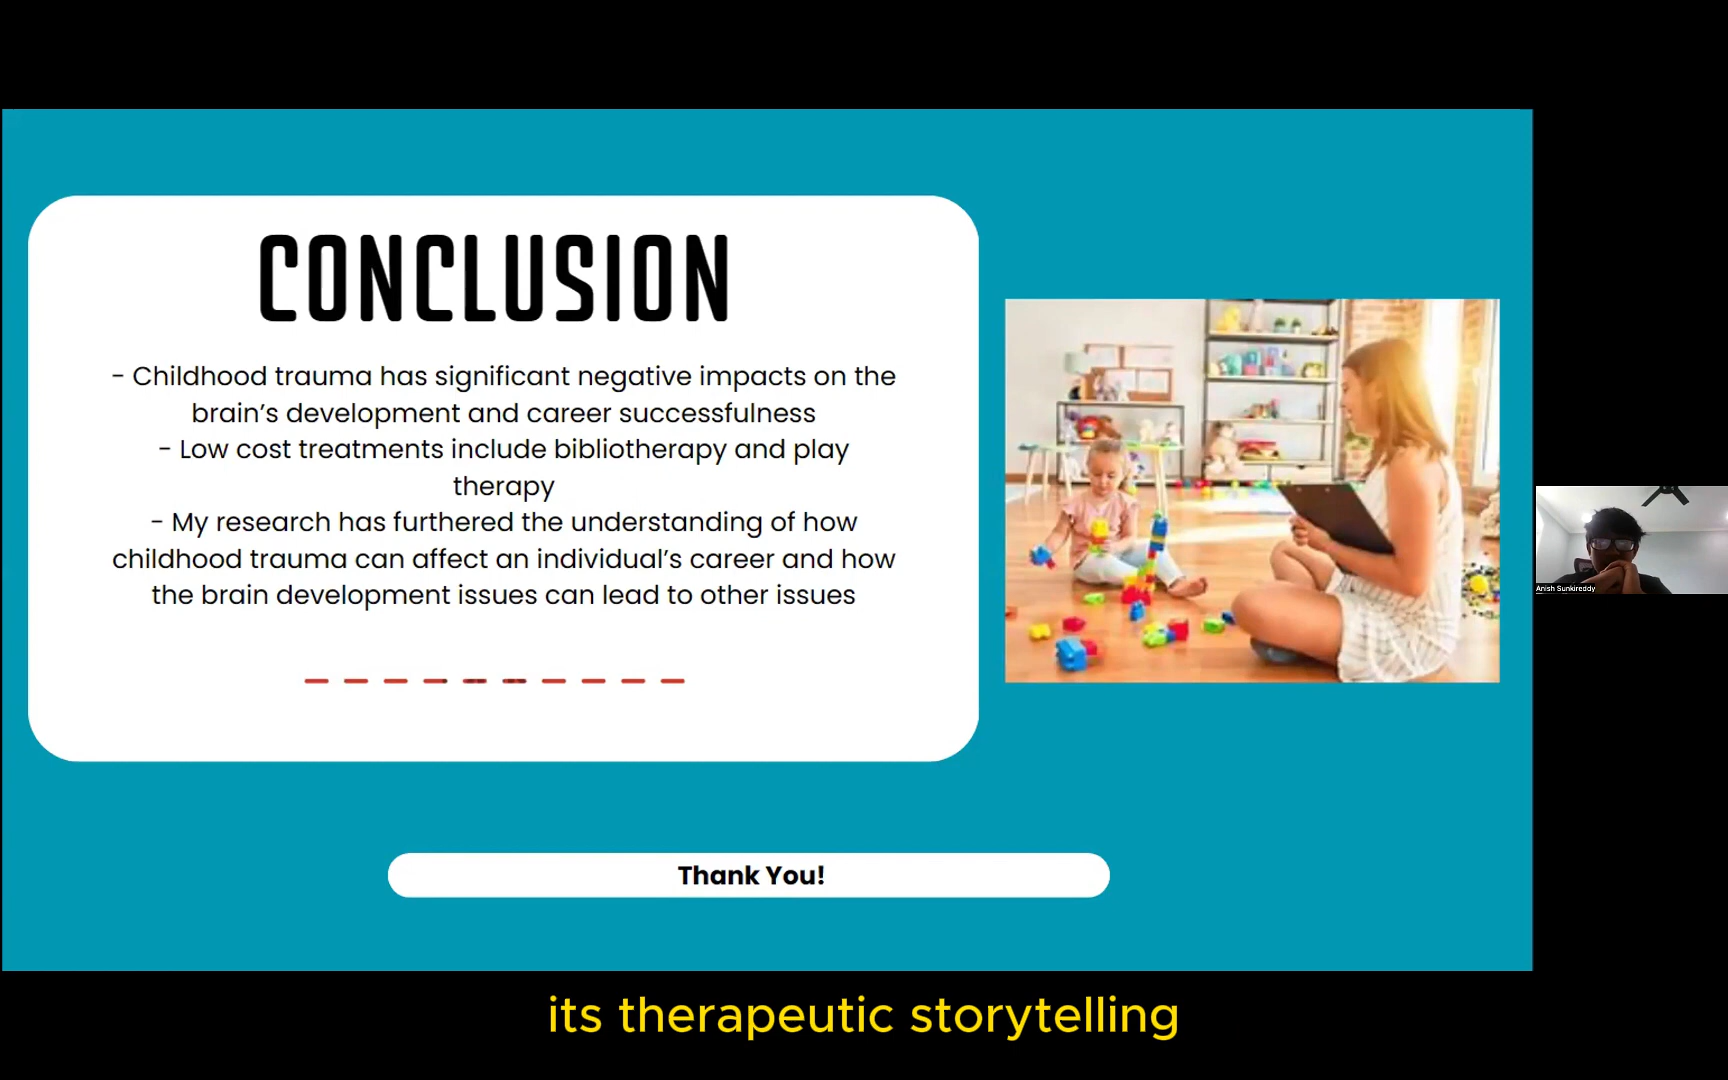 CONCLUSION
- Childhood trauma has significant negative impacts on the
brain's development and career successfulness
- Low cost treatments include bibliotherapy and play
therapy
- My research has furthered the understanding of how
childhood trauma can affect an individual's career and how
the brain development issues can lead to other issues
Anish Sunkireddy
Thank You!
its therapeutic storytelling